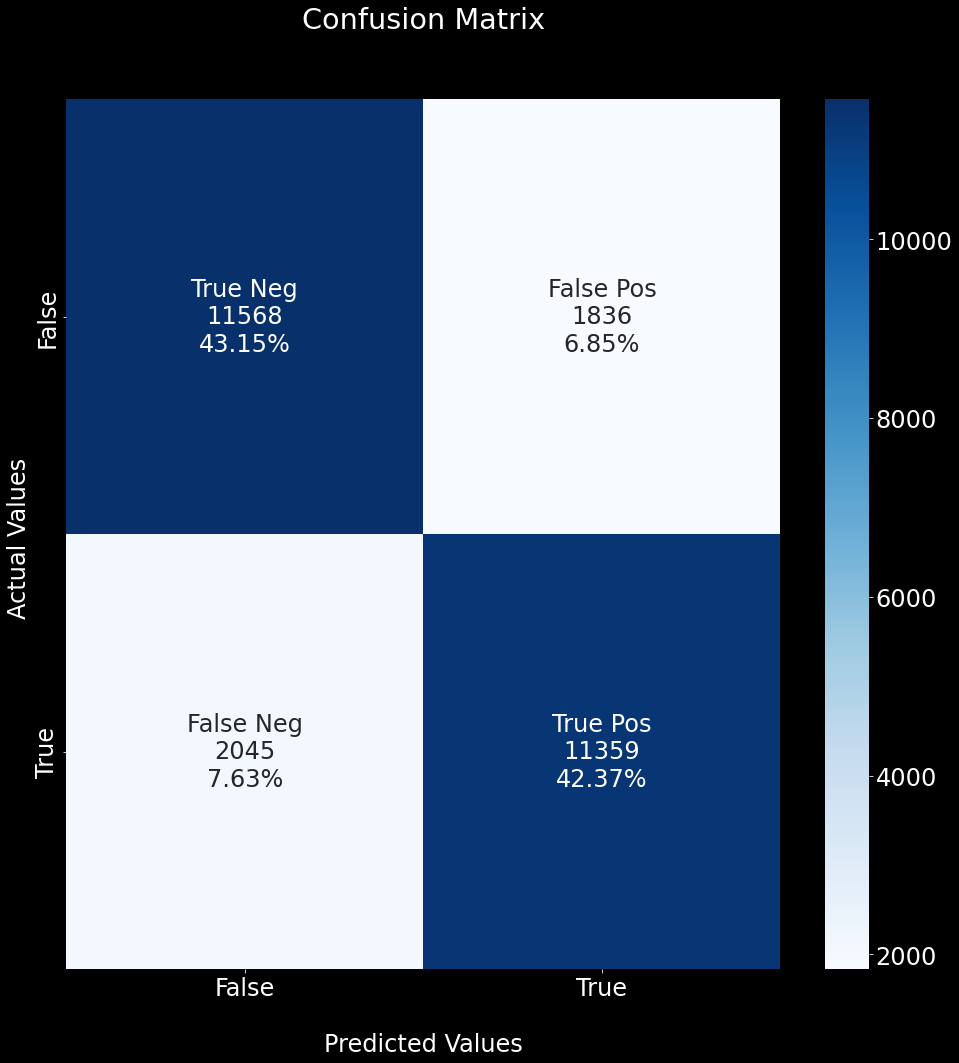 Confusion Matrix
True Neg
11568
43.15%
False Pos
1836
6.85%
False Neg
2045
7.63%
True Pos
11359
42.37%
False
True
Actual Values
False
True
Predicted Values
10000
8000
6000
4000
2000